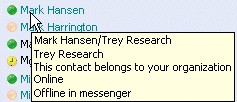 Mark Hansen
Mark Harrington
Mark Hansen/Trey Research
Trey Research
This contact belongs to your organization
Online
Offline in messenger